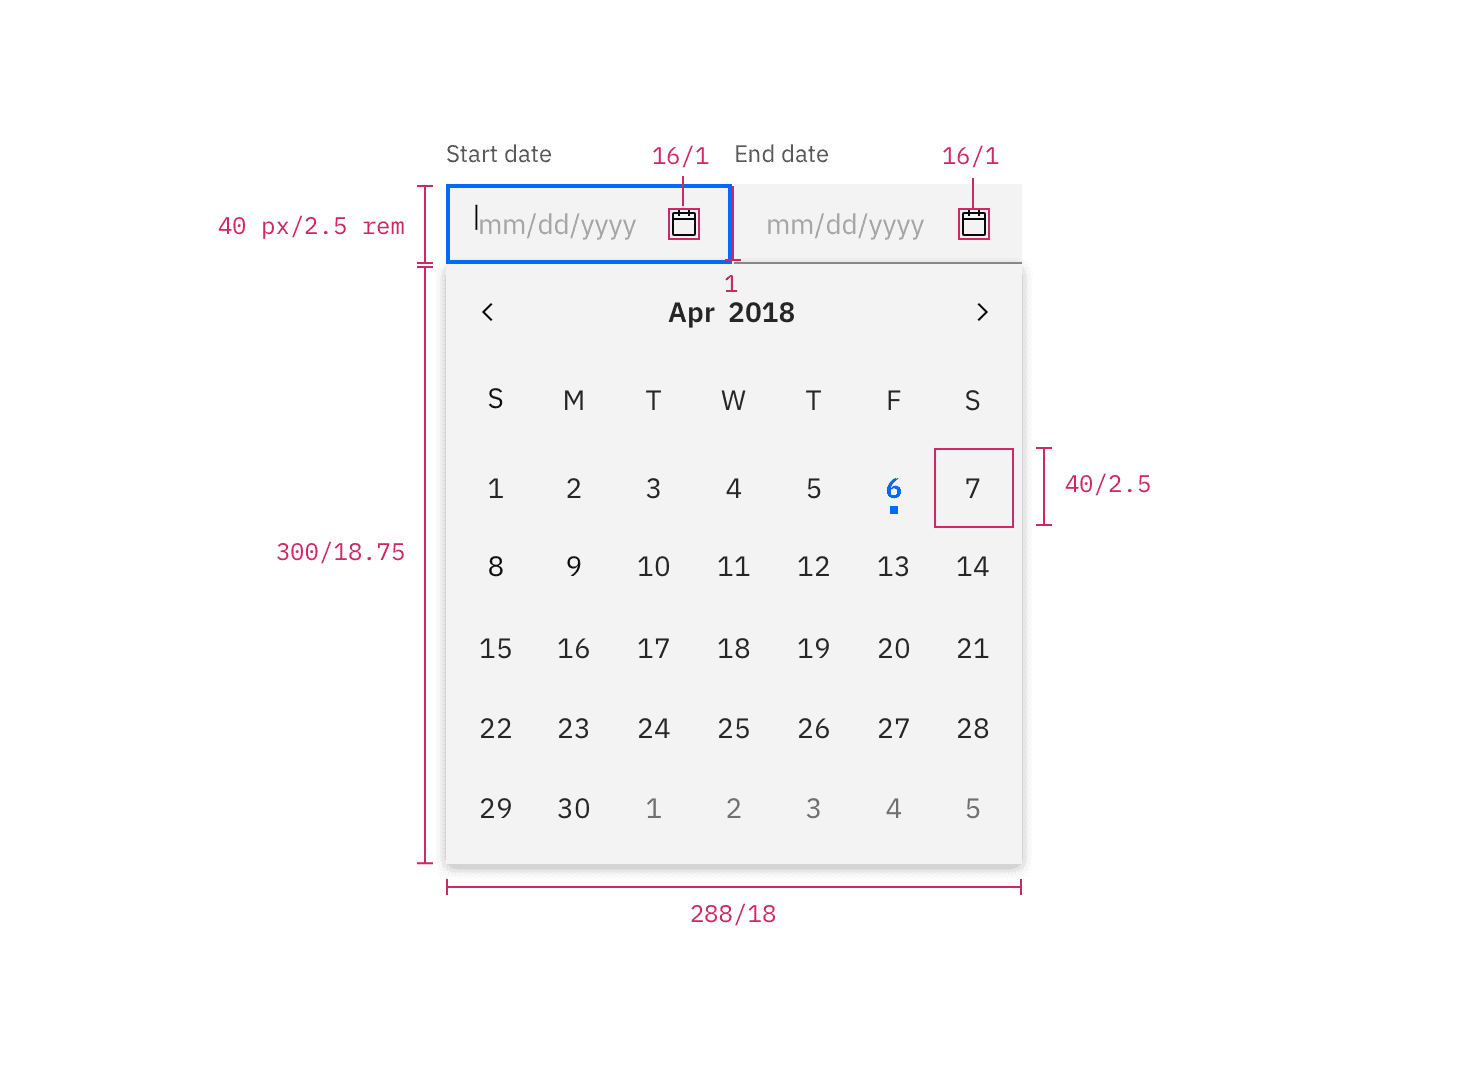 Start date 16/1 End date 16/1
40 px/2.5 rem mm/dd/yyyy mm/dd/yyyy
1
Apr 2018
S M T W T F S
1 2 3 4 5 6 7 40/2.5
300/18.75 8 9 10 11 12 13 14
15 16 17 18 19 20 21
22 23 24 25 26 27 28
29 30 1 2 3 4 5
288/18